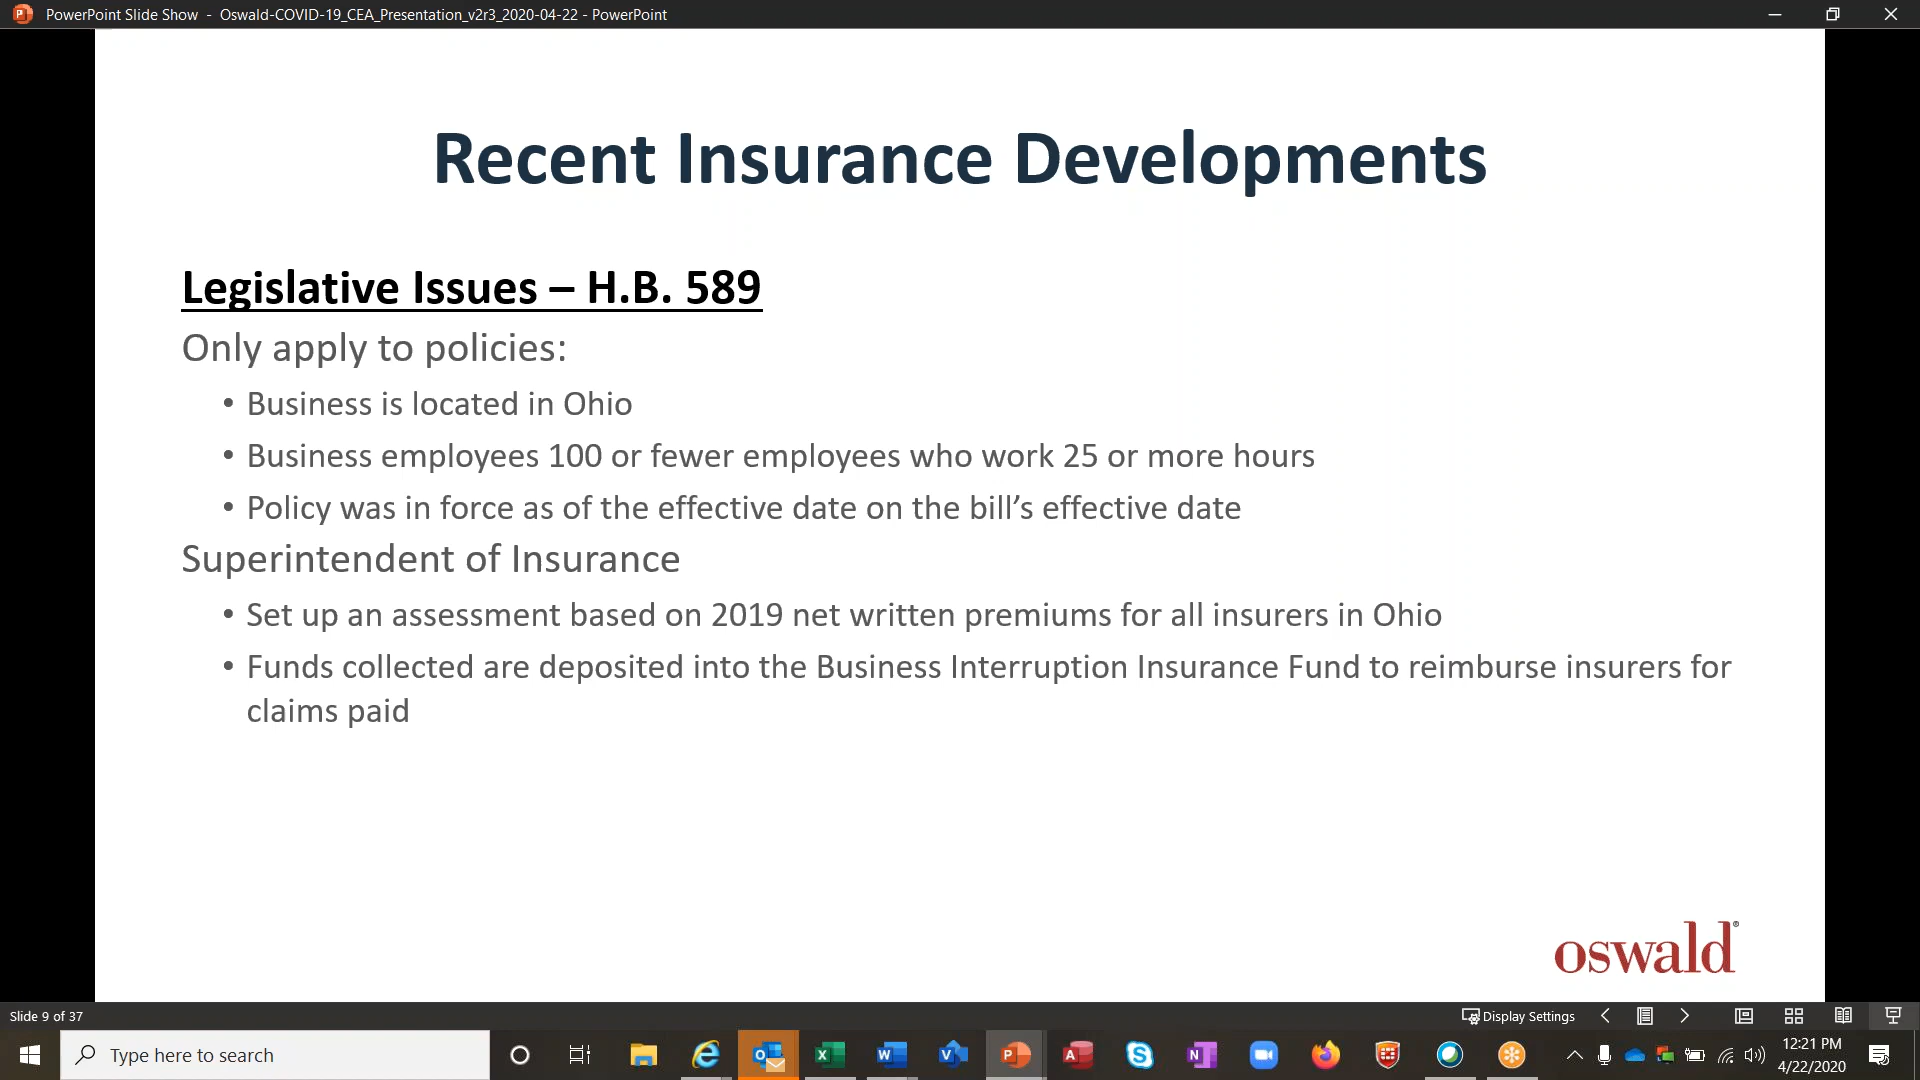 PowerPoint Slide Show - Oswald-COVID-19_CEA_Presentation_v2r3_2020-04-22 - PowerPoint
Recent Insurance Developments
Legislative Issues – H.B. 589
Only apply to policies:
• Business is located in Ohio
• Business employees 100 or fewer employees who work 25 or more hours
• Policy was in force as of the effective date on the bill’s effective date
Superintendent of Insurance
• Set up an assessment based on 2019 net written premiums for all insurers in Ohio
• Funds collected are deposited into the Business Interruption Insurance Fund to reimburse insurers for
claims paid
oswald®
Slide 9 of 37
Display Settings
Type here to search
12:21 PM
4/22/2020